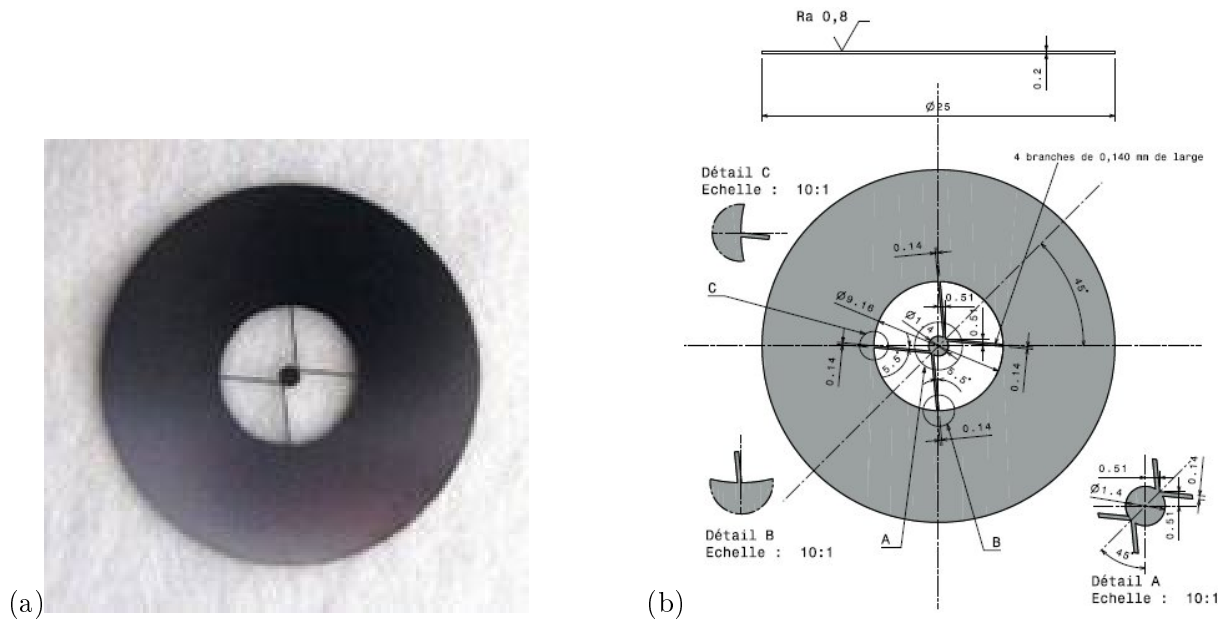 Ra 0,8
0.2
Ø25
4 branches de 0,140 mm de large
Détail C
Echelle : 10:1
0.14
45°
C
Ø9.16
0.51
Ø1.4
0.51
0.14
5.5°
5.5°
0.14
0.14
0.51
0.14
Ø1.4
0.51
45°
Détail B
Echelle : 10:1
A
B
Détail A
Echelle : 10:1
(a)
(b)